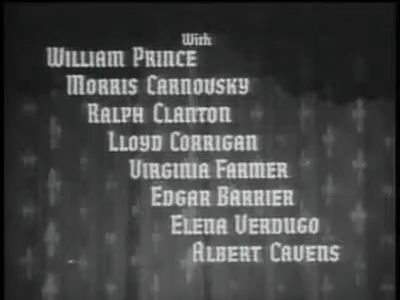 With
William Prince
Morris Carnovsky
Ralph Clanton
Lloyd Corrigan
Virginia Farmer
Edgar Barrier
Elena Verdugo
Albert Cavens